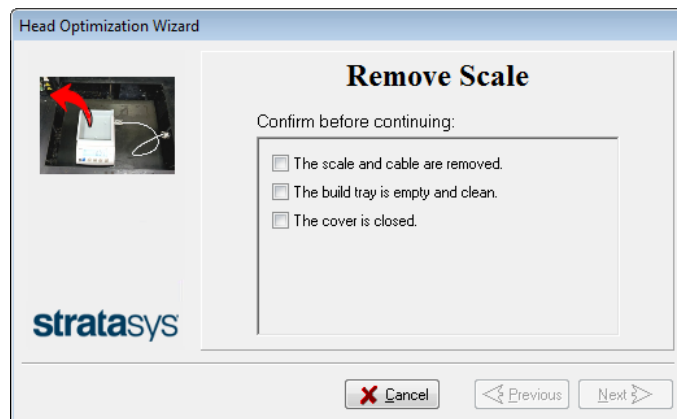 Head Optimization Wizard
Remove Scale
Confirm before continuing:
The scale and cable are removed.
The build tray is empty and clean.
The cover is closed.
stratasys
Cancel
Previous
Next